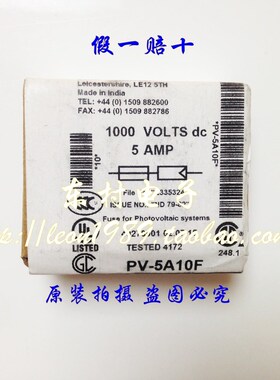 假一赔十
Leicestershire, LE12 5TH
Made in India
TEL: +44 (0) 1509 882600
FAX: +44 (0) 1509 882786
1000 VOLTS dc
5 AMP
*PV-5A10F*
*01*
File
Fuse for Photovoltaic systems
TESTED 4172
248.1
PV-5A10F
原装拍摄 盗图必究